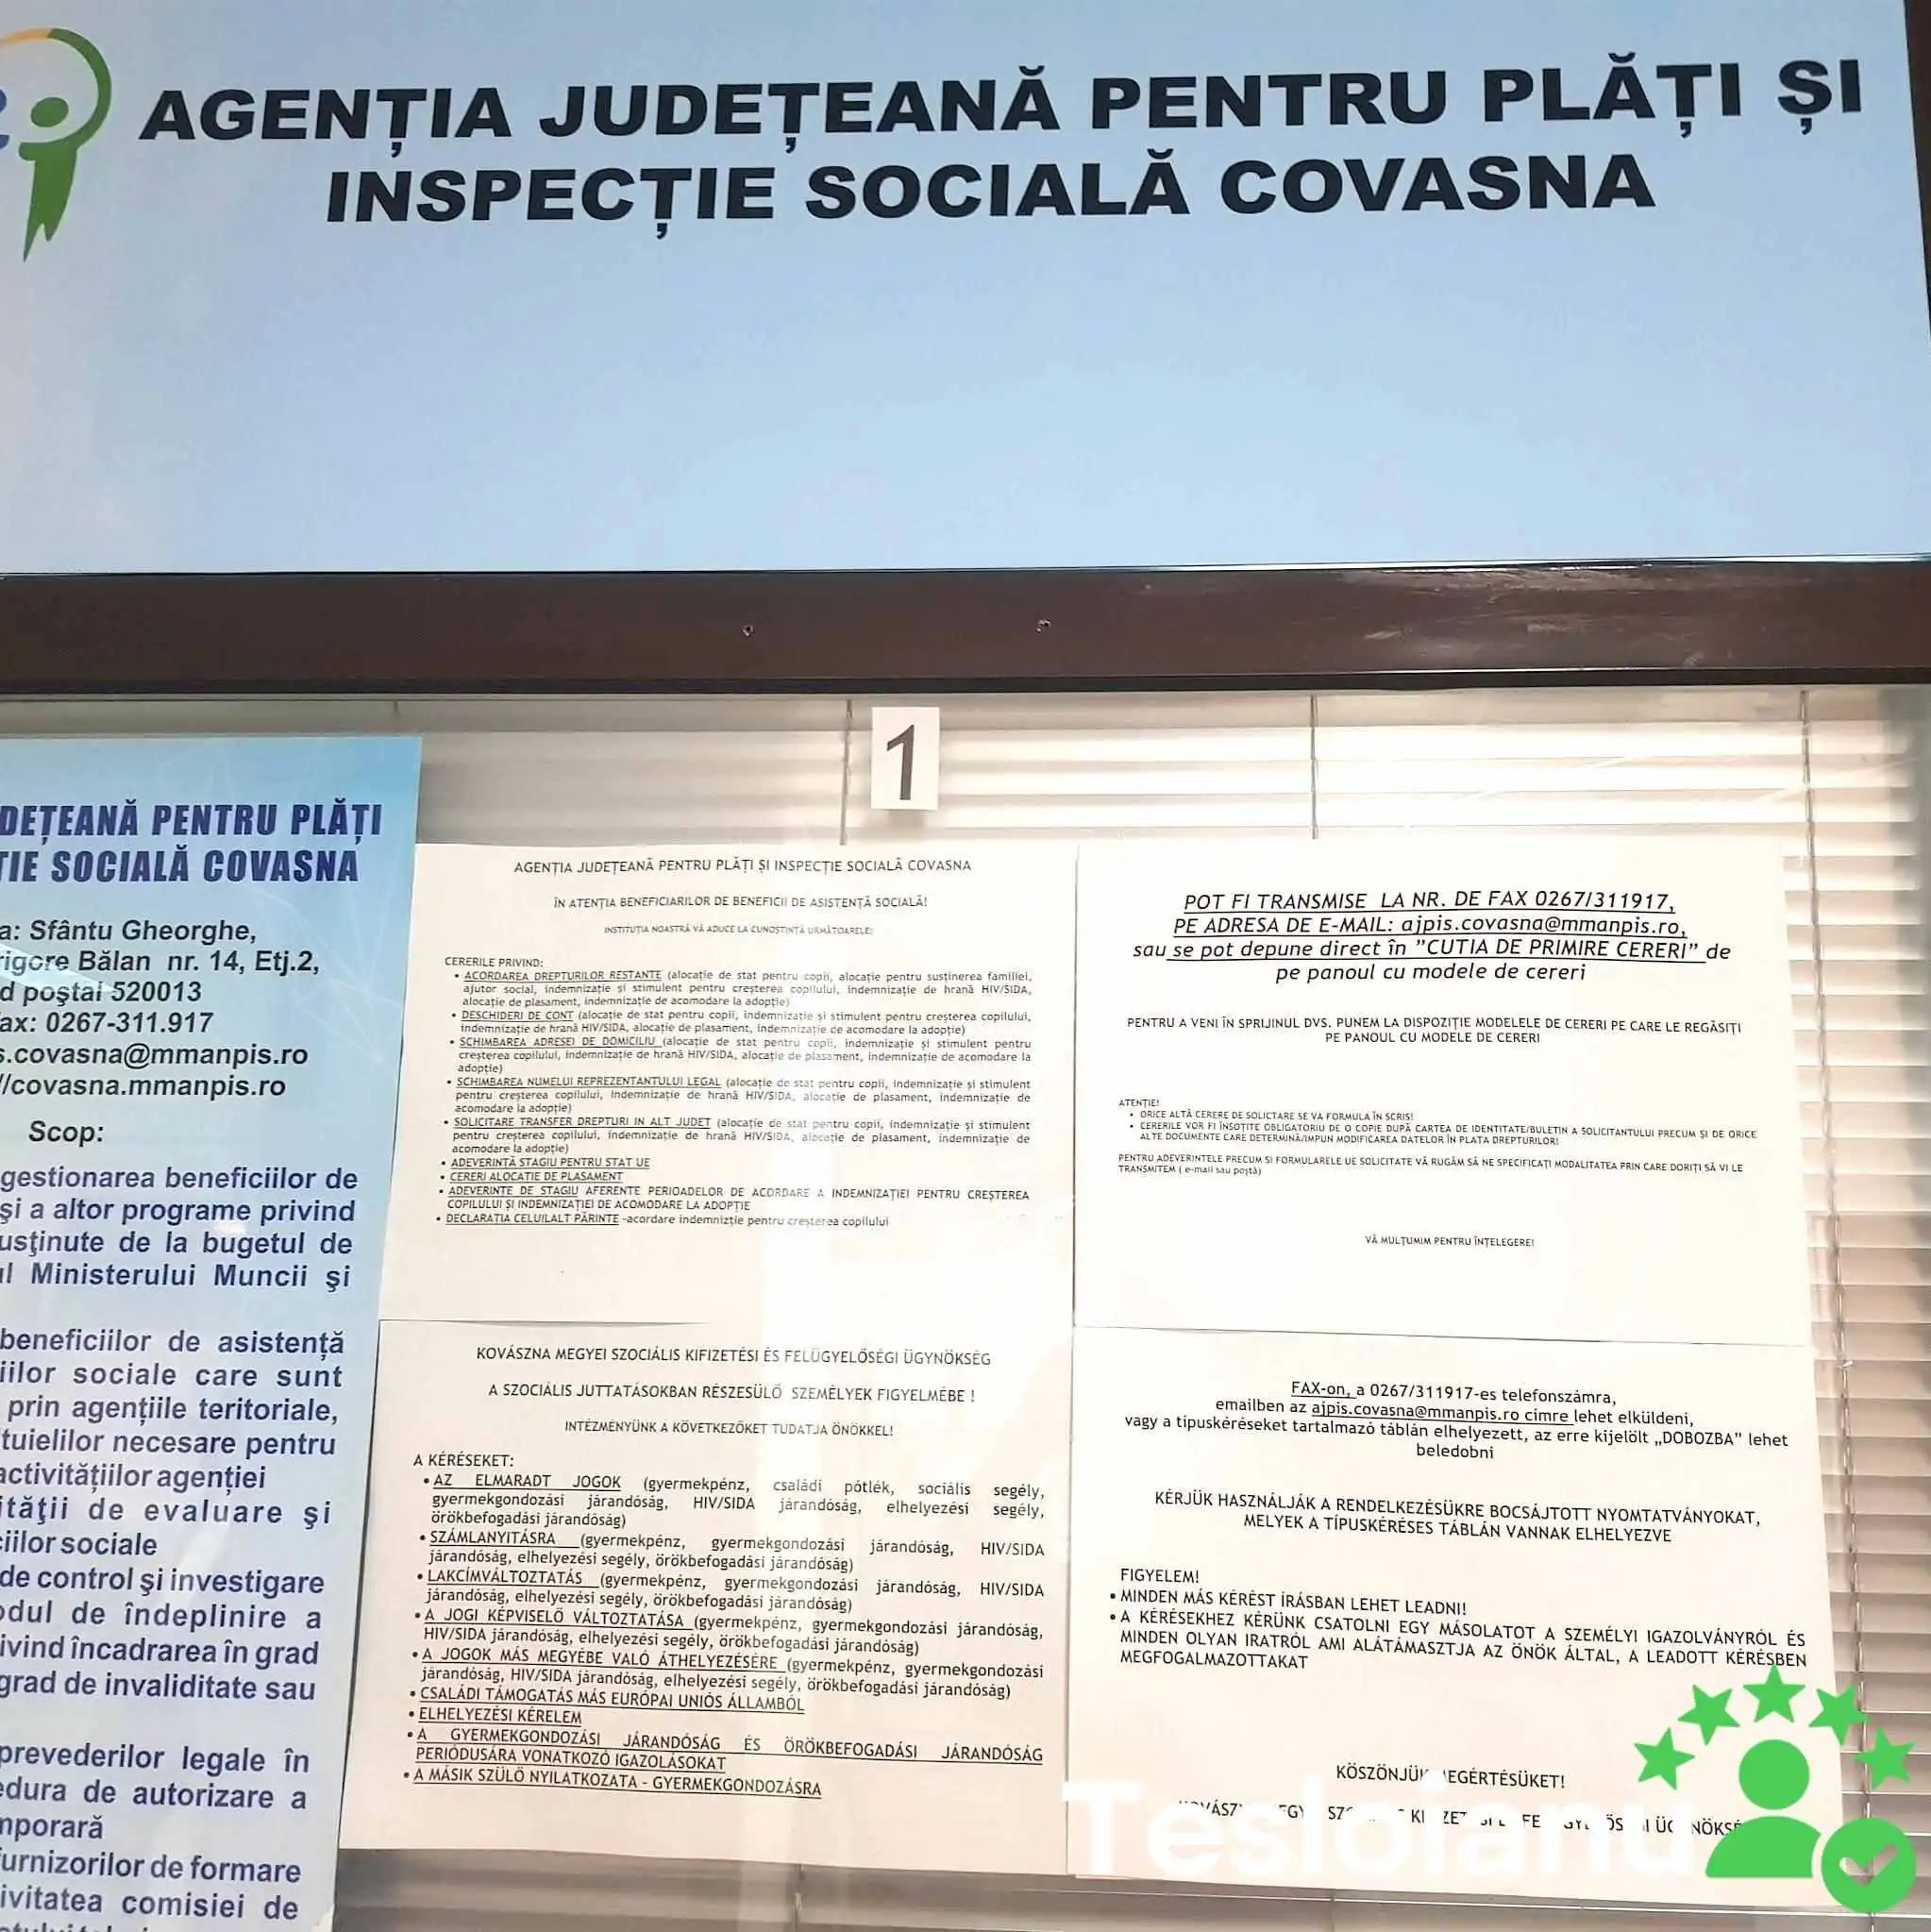 AGENȚIA JUDEȚEANĂ PENTRU PLĂȚI ȘI
INSPECȚIE SOCIALĂ COVASNA
1
DEȚEANĂ PENTRU PLĂȚI
ȚIE SOCIALĂ COVASNA
a: Sfântu Gheorghe,
rigore Bălan nr. 14, Etj.2,
d poştal 520013
ax: 0267-311.917
s.covasna@mmanpis.ro
//covasna.mmanpis.ro
Scop:
gestionarea beneficiilor de
şi a altor programe privind
usţinute de la bugetul de
ul Ministerului Muncii şi
beneficiilor de asistență
iilor sociale care sunt
prin agențiile teritoriale,
tuielilor necesare pentru
activitățiilor agenției
ităţii de evaluare şi
ciilor sociale
de control şi investigare
odul de îndeplinire a
ivind încadrarea în grad
grad de invaliditate sau
prevederilor legale în
edura de autorizare a
mporară
furnizorilor de formare
ivitatea comisiei de
AGENȚIA JUDEȚEANĂ PENTRU PLĂȚI ȘI INSPECȚIE SOCIALĂ COVASNA
ÎN ATENȚIA BENEFICIARILOR DE BENEFICII DE ASISTENȚĂ SOCIALĂ!
INSTITUȚIA NOASTRĂ VĂ ADUCE LA CUNOȘTINȚĂ URMĂTOARELE:
CERERILE PRIVIND:
• ACORDAREA DREPTURILOR RESTANTE (alocație de stat pentru copii, alocație pentru susținerea familiei,
ajutor social, indemnizație și stimulent pentru creșterea copilului, indemnizație de hrană HIV/SIDA,
alocație de plasament, indemnizație de acomodare la adopție)
• DESCHIDERI DE CONT (alocație de stat pentru copii, indemnizație și stimulent pentru creșterea copilului,
indemnizație de hrană HIV/SIDA, alocație de plasament, indemnizație de acomodare la adopție)
• SCHIMBAREA ADRESEI DE DOMICILIU (alocație de stat pentru copii, indemnizație și stimulent pentru
creșterea copilului, indemnizație de hrană HIV/SIDA, alocație de plasament, indemnizație de acomodare la
adopție)
• SCHIMBAREA NUMELUI REPREZENTANTULUI LEGAL (alocație de stat pentru copii, indemnizație și stimulent
pentru creșterea copilului, indemnizație de hrană HIV/SIDA, alocație de plasament, indemnizație de
acomodare la adopție)
• SOLICITARE TRANSFER DREPTURI IN ALT JUDET (alocație de stat pentru copii, indemnizație și stimulent
pentru creșterea copilului, indemnizație de hrană HIV/SIDA, alocație de plasament, indemnizație de
acomodare la adopție)
• ADEVERINTĂ STAGIU PENTRU STAT UE
• CERERI ALOCATIE DE PLASAMENT
• ADEVERINTE DE STAGIU AFERENTE PERIOADELOR DE ACORDARE A INDEMNIZAȚIEI PENTRU CREȘTEREA
COPILULUI ȘI INDEMNIZAȚIEI DE ACOMODARE LA ADOPȚIE
• DECLARATIA CELUILALT PĂRINTE -acordare indemnizție pentru creșterea copilului
POT FI TRANSMISE LA NR. DE FAX 0267/311917,
PE ADRESA DE E-MAIL: ajpis.covasna@mmanpis.ro,
sau se pot depune direct în ”CUTIA DE PRIMIRE CERERI” de
pe panoul cu modele de cereri
PENTRU A VENI ÎN SPRIJINUL DVS. PUNEM LA DISPOZIȚIE MODELELE DE CERERI PE CARE LE REGĂSIȚI
PE PANOUL CU MODELE DE CERERI
ATENȚIE!
• ORICE ALTĂ CERERE DE SOLICTARE SE VA FORMULA ÎN SCRIS!
• CERERILE VOR FI ÎNSOȚITE OBLIGATORIU DE O COPIE DUPĂ CARTEA DE IDENTITATE/BULETIN A SOLICITANTULUI PRECUM ȘI DE ORICE
ALTE DOCUMENTE CARE DETERMINĂ/IMPUN MODIFICAREA DATELOR ÎN PLATA DREPTURILOR!
PENTRU ADEVERINTELE PRECUM SI FORMULARELE UE SOLICITATE VĂ RUGĂM SĂ NE SPECIFICAȚI MODALITATEA PRIN CARE DORITI SĂ VI LE
TRANSMITEM ( e-mail sau poștă)
VĂ MULȚUMIM PENTRU ÎNȚELEGERE!
KOVÁSZNA MEGYEI SZOCIÁLIS KIFIZETÉSI ÉS FELÜGYELŐSÉGI ÜGYNÖKSÉG
A SZOCIÁLIS JUTTATÁSOKBAN RÉSZESÜLŐ SZEMÉLYEK FIGYELMÉBE !
INTÉZMÉNYÜNK A KÖVETKEZŐKET TUDATJA ÖNÖKKEL!
A KÉRÉSEKET:
• AZ ELMARADT JOGOK (gyermekpénz, családi pótlék, sociális segély,
gyermekgondozási járandóság, HIV/SIDA járandóság, elhelyezési segély,
örökbefogadási járandóság)
• SZÁMLANYITÁSRA (gyermekpénz, gyermekgondozási járandóság, HIV/SIDA
járandóság, elhelyezési segély, örökbefogadási járandóság)
• LAKCÍMVÁLTOZTATÁS (gyermekpénz, gyermekgondozási járandóság, HIV/SIDA
járandóság, elhelyezési segély, örökbefogadási járandóság)
• A JOGI KÉPVISELŐ VÁLTOZTATÁSA (gyermekpénz, gyermekgondozási járandóság,
HIV/SIDA járandóság, elhelyezési segély, örökbefogadási járandóság)
• A JOGOK MÁS MEGYÉBE VALÓ ÁTHELYEZÉSÉRE (gyermekpénz, gyermekgondozási
járandóság, HIV/SIDA járandóság, elhelyezési segély, örökbefogadási járandóság)
• CSALÁDI TÁMOGATÁS MÁS EURÓPAI UNIÓS ÁLLAMBÓL
• ELHELYEZÉSI KÉRELEM
• A GYERMEKGONDOZÁSI JÁRANDÓSÁG ÉS ÖRÖKBEFOGADÁSI JÁRANDÓSÁG
PERIÓDUSÁRA VONATKOZÓ IGAZOLÁSOKAT
• A MÁSIK SZÜLŐ NYILATKOZATA - GYERMEKGONDOZÁSRA
FAX-on, a 0267/311917-es telefonszámra,
emailben az ajpis.covasna@mmanpis.ro címre lehet elküldeni,
vagy a típuskéréseket tartalmazó táblán elhelyezett, az erre kijelölt „DOBOZBA” lehet
beledobni
KÉRJÜK HASZNÁLJÁK A RENDELKEZÉSÜKRE BOCSÁJTOTT NYOMTATVÁNYOKAT,
MELYEK A TÍPUSKÉRÉSES TÁBLÁN VANNAK ELHELYEZVE
FIGYELEM!
• MINDEN MÁS KÉRÉST ÍRÁSBAN LEHET LEADNI!
• A KÉRÉSEKHEZ KÉRÜNK CSATOLNI EGY MÁSOLATOT A SZEMÉLYI IGAZOLVÁNYRÓL ÉS
MINDEN OLYAN IRATRÓL AMI ALÁTÁMASZTJA AZ ÖNÖK ÁLTAL, A LEADOTT KÉRÉSBEN
MEGFOGALMAZOTTAKAT
KÖSZÖNJÜK MEGÉRTÉSÜKET!
Tesloianu